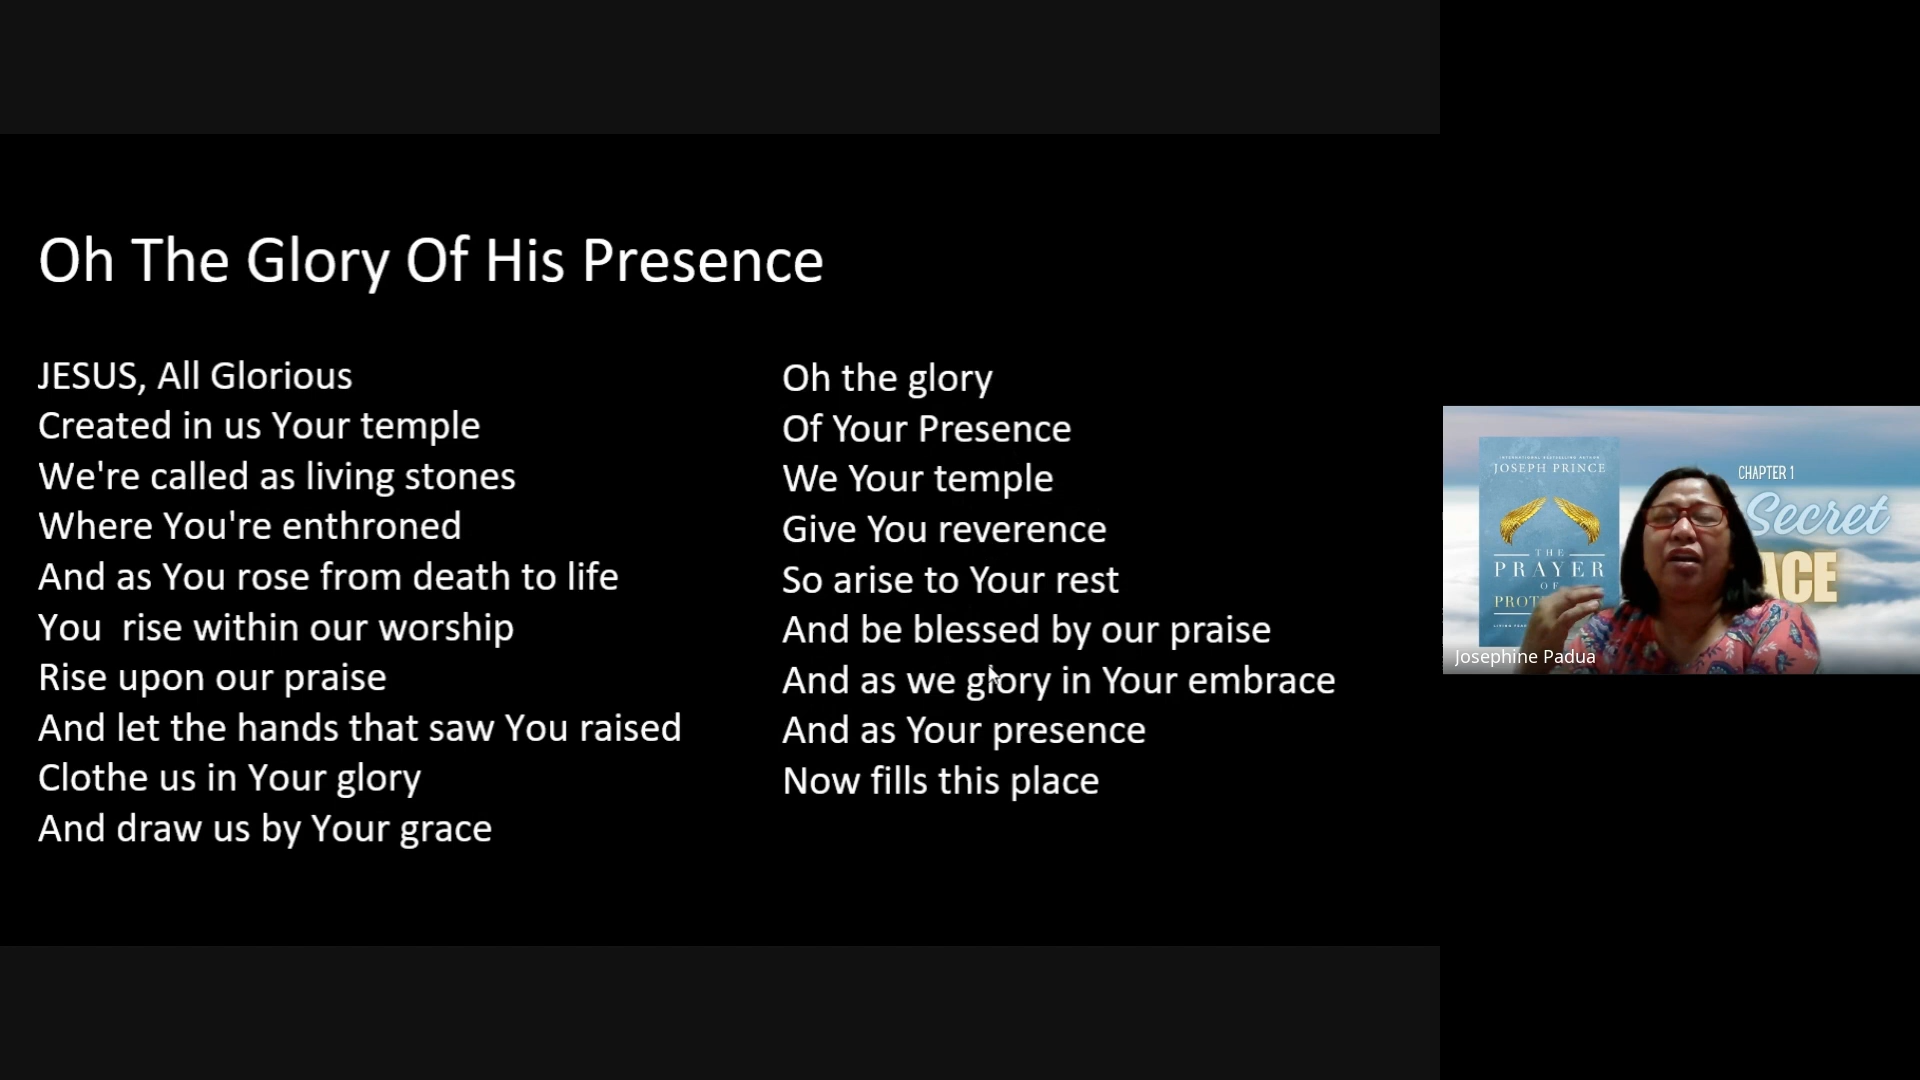 Oh The Glory Of His Presence
JESUS, All Glorious
Created in us Your temple
We're called as living stones
Where You're enthroned
And as You rose from death to life
You  rise within our worship
Rise upon our praise
And let the hands that saw You raised
Clothe us in Your glory
And draw us by Your grace
Oh the glory
Of Your Presence
We Your temple
Give You reverence
So arise to Your rest
And be blessed by our praise
And as we glory in Your embrace
And as Your presence
Now fills this place
INTERNATIONAL BESTSELLING AUTHOR
JOSEPH PRINCE
THE
PRAYER
OF
PROT
CHAPTER 1
Secret
ACE
Josephine Padua